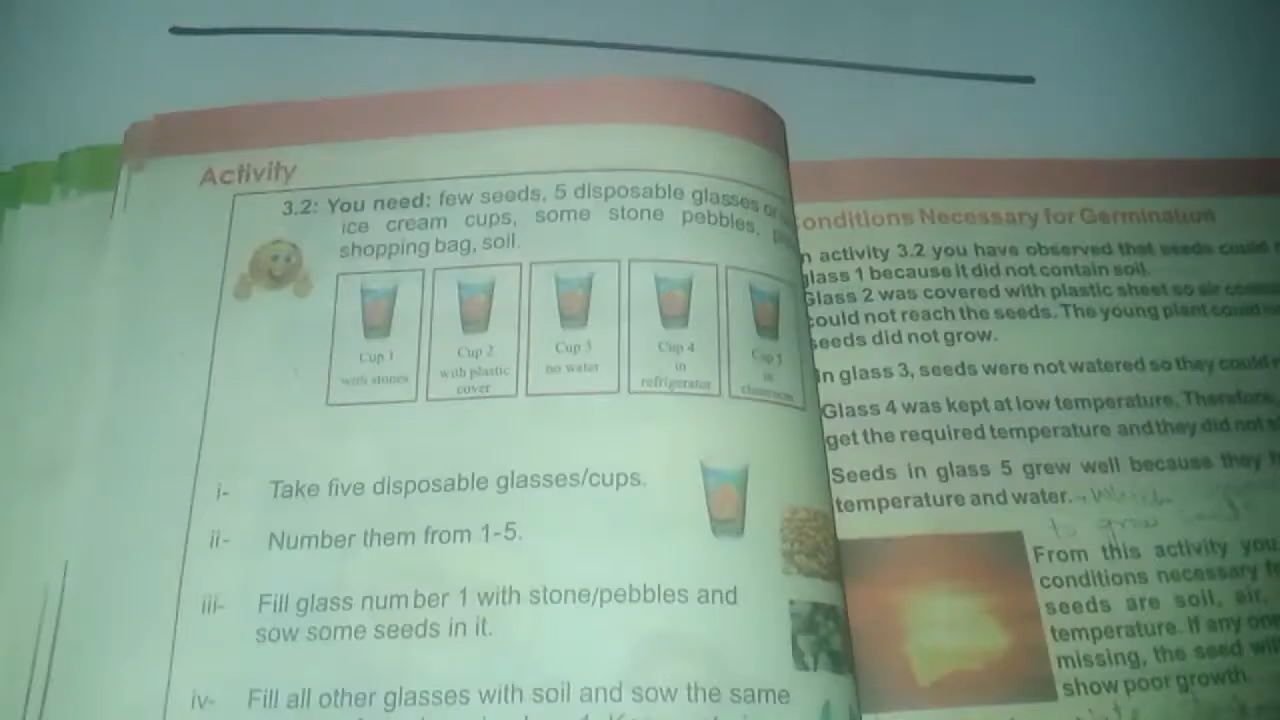 Activity
3.2: You need: few seeds, 5 disposable glasses or
ice cream cups, some stone pebbles,
shopping bag, soil.
Cup 1
with stones
Cup 2
with plastic
cover
Cup 3
no water
Cup 4
in
refrigerator
Cup 5
in
classroom
i- Take five disposable glasses/cups.
ii- Number them from 1-5.
iii- Fill glass number 1 with stone/pebbles and
sow some seeds in it.
iv- Fill all other glasses with soil and sow the same
onditions Necessary for Germination
n activity 3.2 you have observed that seeds could
glass 1 because it did not contain soil.
Glass 2 was covered with plastic sheet so air
could not reach the seeds. The young plant could
seeds did not grow.
In glass 3, seeds were not watered so they could
Glass 4 was kept at low temperature. Therefore,
get the required temperature and they did not
Seeds in glass 5 grew well because they
temperature and water.
to grow
From this activity you
conditions necessary
seeds are soil, air,
temperature. If any one
missing, the seed
show poor growth.